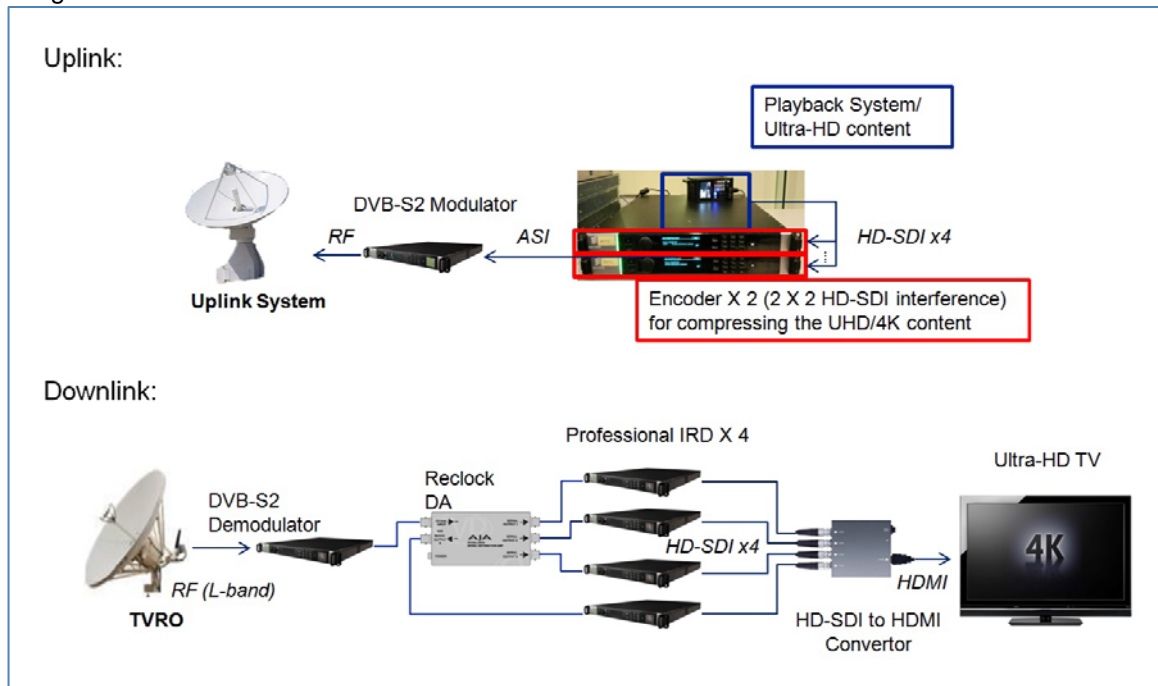 Uplink:
Playback System/
Ultra-HD content
DVB-S2 Modulator
RF
ASI
HD-SDI x4
Uplink System
Encoder X 2 (2 X 2 HD-SDI interference)
for compressing the UHD/4K content
Downlink:
Professional IRD X 4
Ultra-HD TV
Reclock
DA
DVB-S2
Demodulator
AJA
HD-SDI x4
4K
RF (L-band)
HDMI
TVRO
HD-SDI to HDMI
Convertor